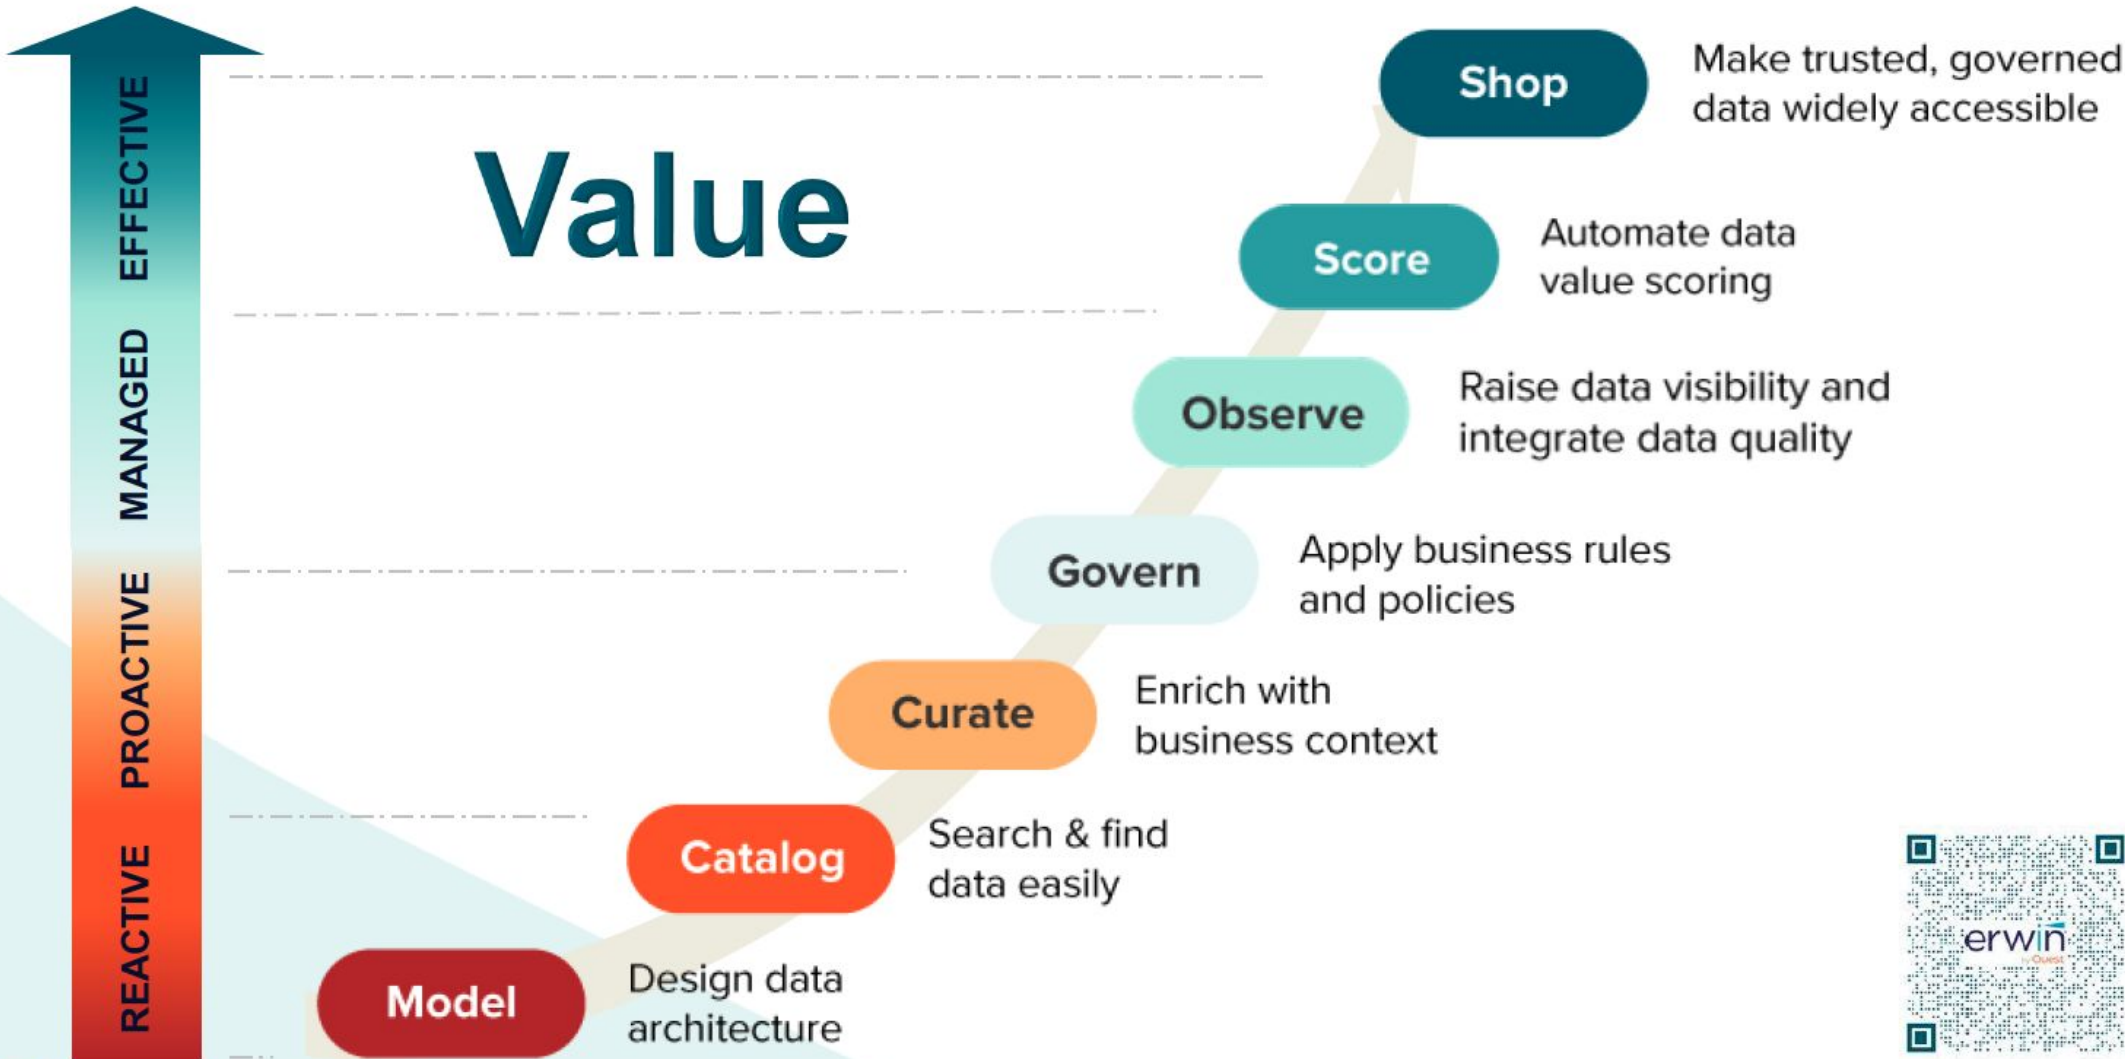 EFFECTIVE
MANAGED
PROACTIVE
REACTIVE
Value
Shop
Make trusted, governed
data widely accessible
Score
Automate data
value scoring
Observe
Raise data visibility and
integrate data quality
Govern
Apply business rules
and policies
Curate
Enrich with
business context
Catalog
Search & find
data easily
Model
Design data
architecture
erwin
by Quest